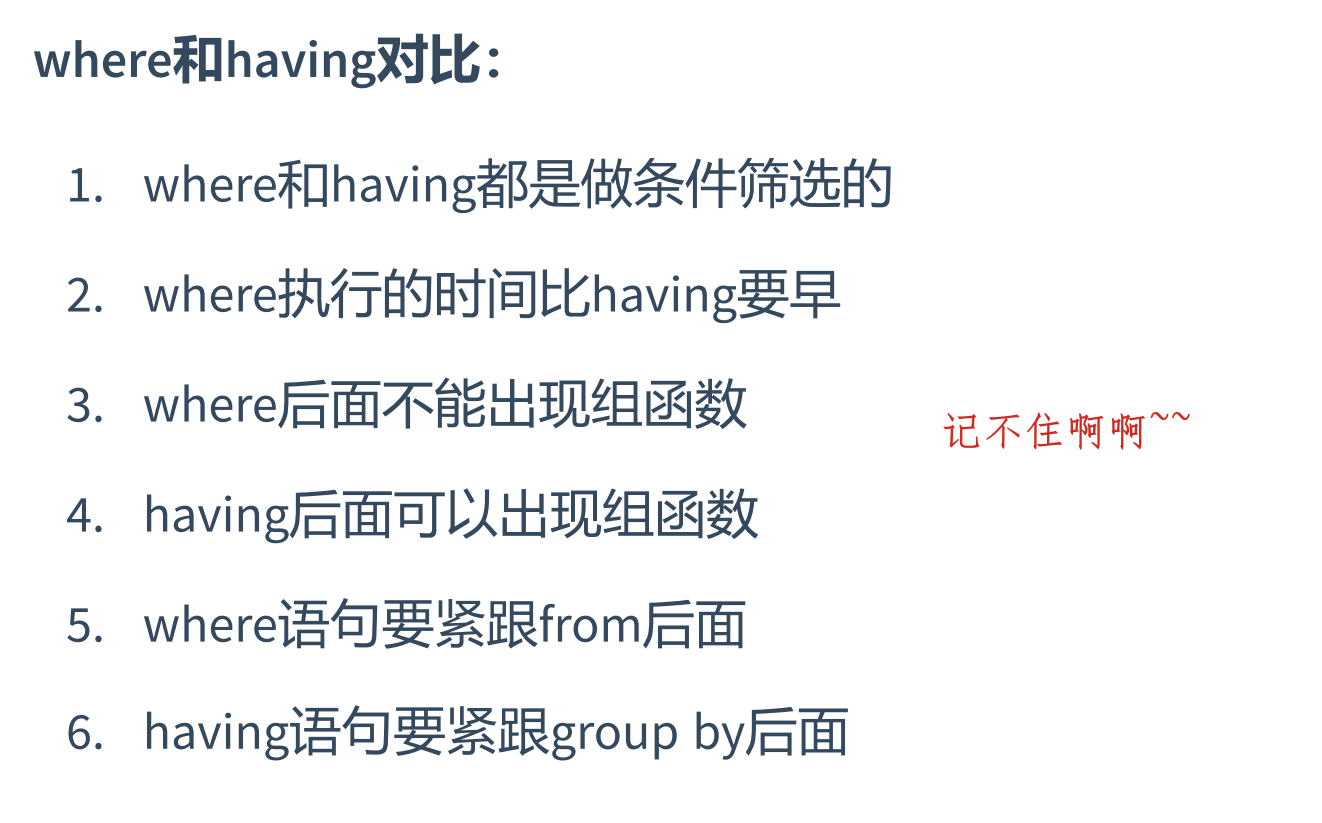 where和having对比：
1. where和having都是做条件筛选的
2. where执行的时间比having要早
3. where后面不能出现组函数
记不住啊啊~~
4. having后面可以出现组函数
5. where语句要紧跟from后面
6. having语句要紧跟group by后面